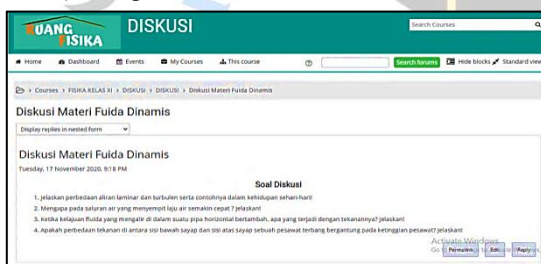 RUANG FISIKA
DISKUSI
Search Courses
Home Dashboard Events My Courses This course Search forums Hide blocks Standard view
Courses › FISIKA KELAS XI › DISKUSI › DISKUSI › Diskusi Materi Fuida Dinamis
Diskusi Materi Fuida Dinamis
Display replies in nested form
Diskusi Materi Fuida Dinamis
Tuesday, 17 November 2020, 9:18 PM
Soal Diskusi
1. Jelaskan perbedaan aliran laminar dan turbulen serta contohnya dalam kehidupan sehari-hari!
2. Mengapa pada saluran air yang menyempit laju air semakin cepat ? Jelaskan!
3. Ketika kelajuan fluida yang mengalir di dalam suatu pipa horizontal bertambah, apa yang terjadi dengan tekanannya? Jelaskan!
4. Apakah perbedaan tekanan di antara sisi bawah sayap dan sisi atas sayap sebuah pesawat terbang bergantung pada ketinggian pesawat? Jelaskan!
Activate Windows
Permalink Edit Reply